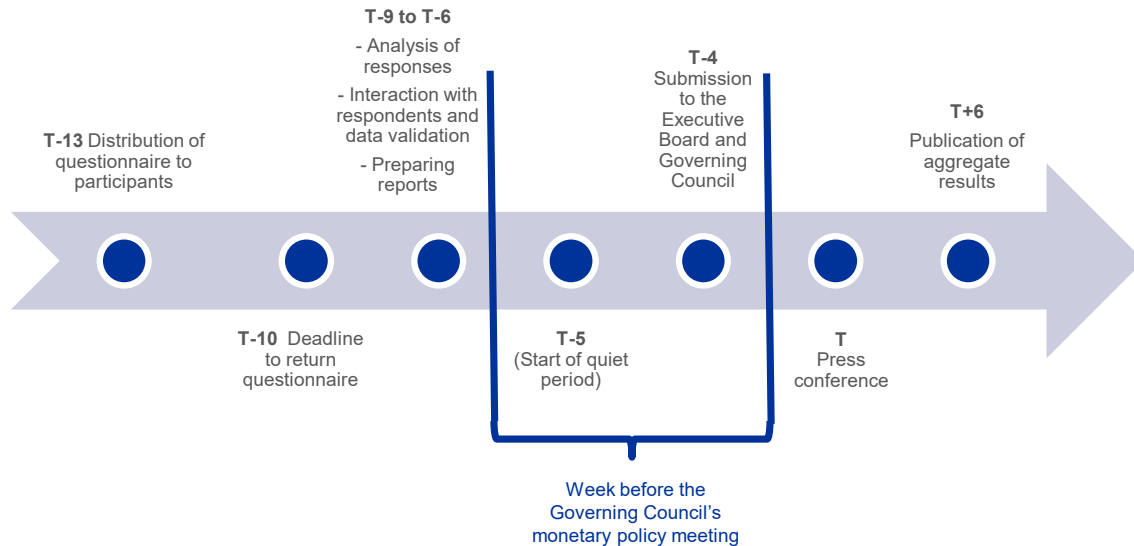 T-13 Distribution of
questionnaire to
participants
T-10 Deadline
to return
questionnaire
T-9 to T-6
- Analysis of
responses
- Interaction with
respondents and
data validation
- Preparing
reports
T-5
(Start of quiet
period)
T-4
Submission
to the
Executive
Board and
Governing
Council
T
Press
conference
T+6
Publication of
aggregate
results
Week before the
Governing Council’s
monetary policy meeting